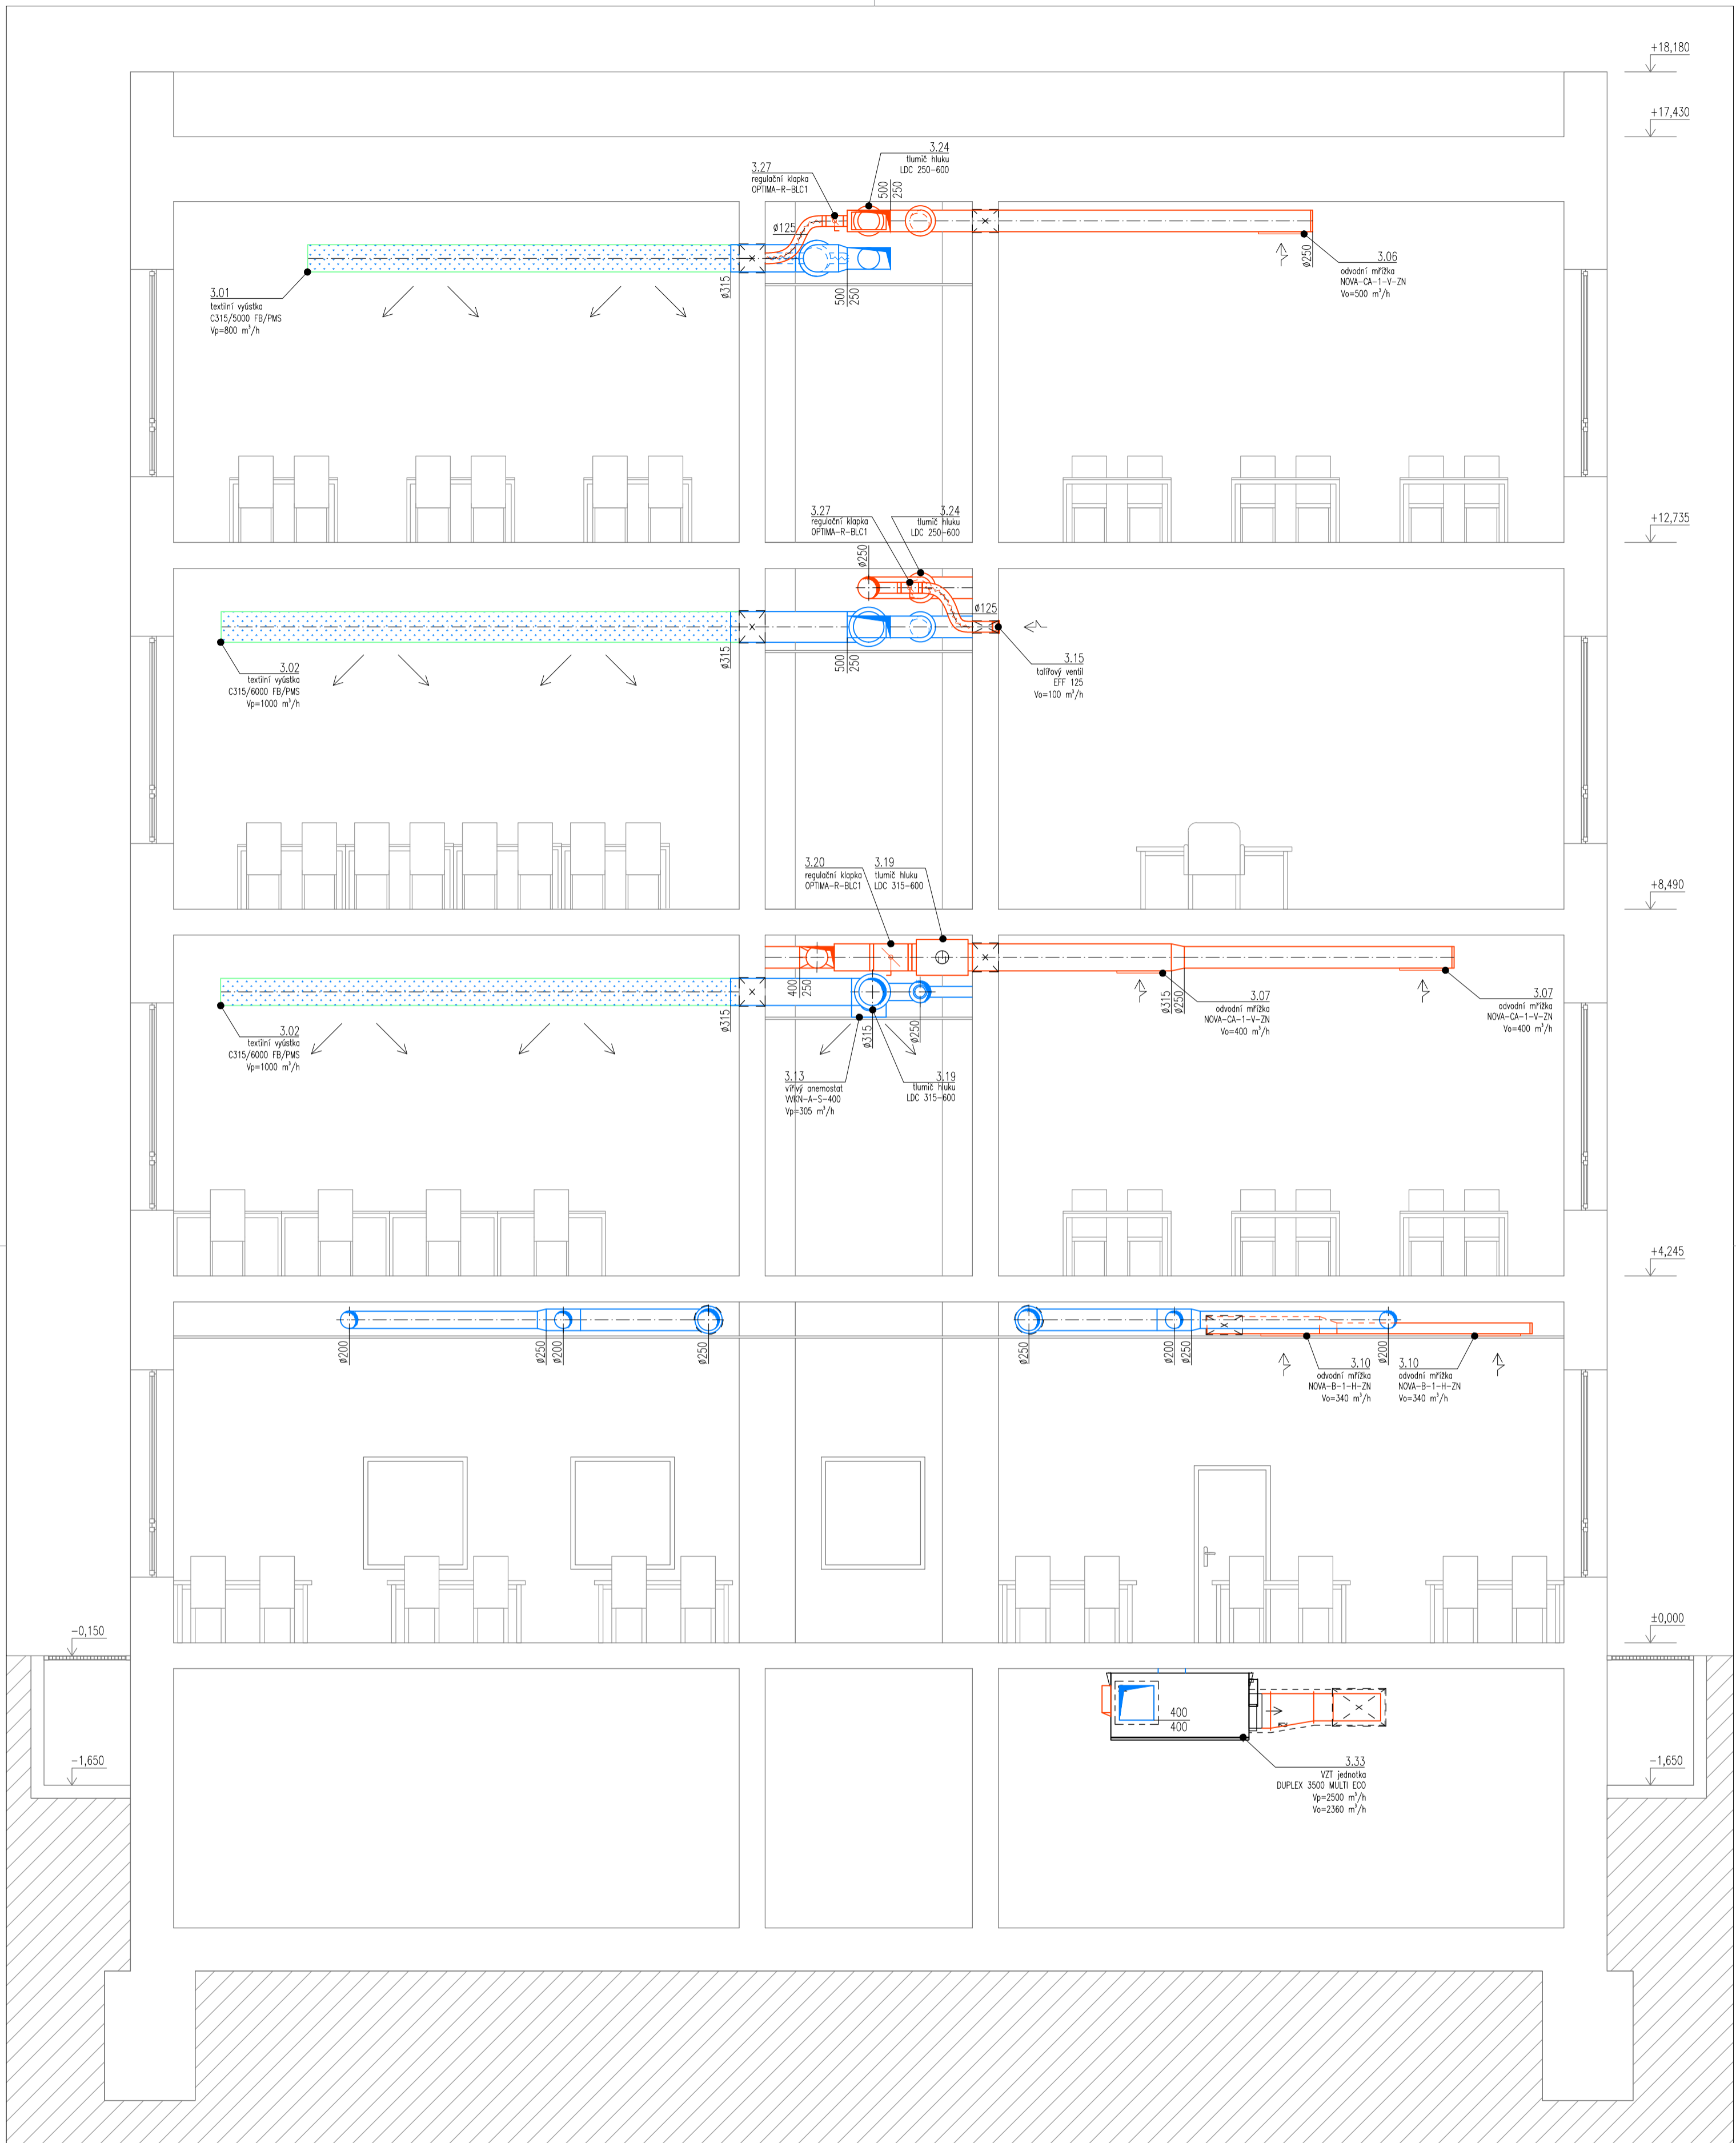 +18,180
+17,430
3.24
tlumič hluku
LDC 250-600
3.27
regulační klapka
OPTIMA-R-BLC1
500
250
ø125
3.06
odvodní mřížka
NOVA-CA-1-V-ZN
Vo=500 m³/h
ø250
3.01
textilní vyústka
C315/5000 FB/PMS
Vp=800 m³/h
ø315
500
250
+12,735
3.27
regulační klapka
OPTIMA-R-BLC1
3.24
tlumič hluku
LDC 250-600
ø250
ø125
3.15
talířový ventil
EFF 125
Vo=100 m³/h
3.02
textilní vyústka
C315/6000 FB/PMS
Vp=1000 m³/h
ø315
500
250
+8,490
3.20
regulační klapka
OPTIMA-R-BLC1
3.19
tlumič hluku
LDC 315-600
400
250
ø315
ø315
ø250
ø315
ø250
3.07
odvodní mřížka
NOVA-CA-1-V-ZN
Vo=400 m³/h
3.07
odvodní mřížka
NOVA-CA-1-V-ZN
Vo=400 m³/h
3.02
textilní vyústka
C315/6000 FB/PMS
Vp=1000 m³/h
3.13
vířivý anemostat
VVKN-A-S-400
Vp=305 m³/h
3.19
tlumič hluku
LDC 315-600
+4,245
ø200
ø250
ø200
ø250
ø250
ø200
ø250
ø200
3.10
odvodní mřížka
NOVA-B-1-H-ZN
Vo=340 m³/h
3.10
odvodní mřížka
NOVA-B-1-H-ZN
Vo=340 m³/h
-0,150
±0,000
400
400
-1,650
-1,650
3.33
VZT jednotka
DUPLEX 3500 MULTI ECO
Vp=2500 m³/h
Vo=2360 m³/h